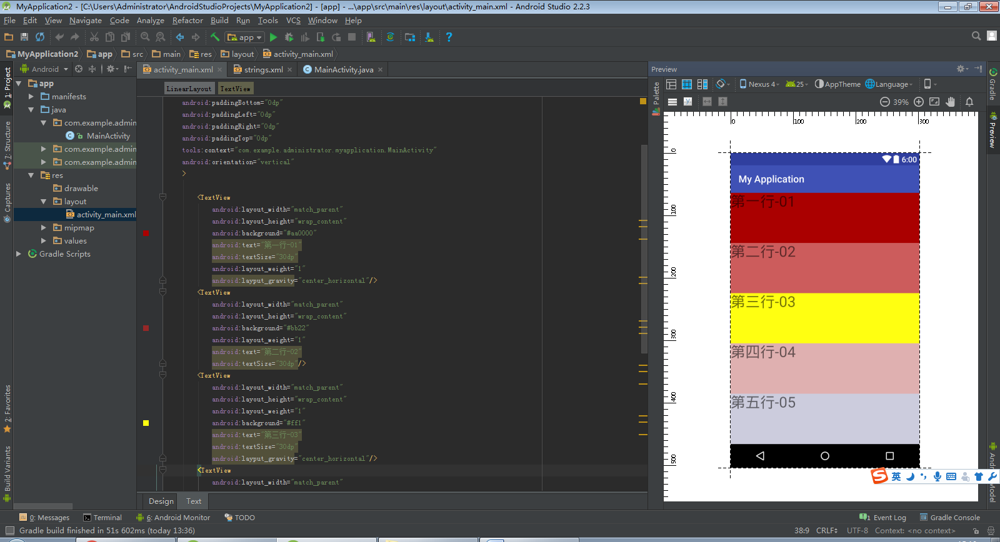 MyApplication2 - [C:\Users\Administrator\AndroidStudioProjects\MyApplication2] - [app] - ...\app\src\main\res\layout\activity_main.xml - Android Studio 2.2.3
File Edit View Navigate Code Analyze Refactor Build Run Tools VCS Window Help
app
MyApplication2 app src main res layout activity_main.xml
Android activity_main.xml strings.xml MainActivity.java Preview
1: Project
7: Structure
Captures
2: Favorites
Build Variants
app
manifests
java
com.example.admin
MainActivity
com.example.admin
com.example.admin
res
drawable
layout
activity_main.xml
mipmap
values
Gradle Scripts
LinearLayout TextView
android:paddingBottom="0dp"
android:paddingLeft="0dp"
android:paddingRight="0dp"
android:paddingTop="0dp"
tools:context="com.example.administrator.myapplication.MainActivity"
android:orientation="vertical"
>
<TextView
android:layout_width="match_parent"
android:layout_height="wrap_content"
android:background="#aa0000"
android:text="第一行-01"
android:textSize="30dp"
android:layout_weight="1"
android:layput_gravity="center_horizontal"/>
<TextView
android:layout_width="match_parent"
android:layout_height="wrap_content"
android:background="#bb22"
android:layout_weight="1"
android:text="第二行-02"
android:textSize="30dp"/>
<TextView
android:layout_width="match_parent"
android:layout_height="wrap_content"
android:layout_weight="1"
android:background="#ff1"
android:text="第三行-03"
android:textSize="30dp"
android:layput_gravity="center_horizontal"/>
<TextView
android:layout_width="match_parent"
Design Text
Palette
Nexus 4 25 AppTheme Language
39%
0 100 200 300
0
100
200
300
400
500
6:00
My Application
第一行-01
第二行-02
第三行-03
第四行-04
第五行-05
Gradle
Preview
Model
英
0: Messages Terminal 6: Android Monitor TODO 1 Event Log Gradle Console
Gradle build finished in 51s 602ms (today 13:36) 38:9 CRLF UTF-8 Context: <no context>